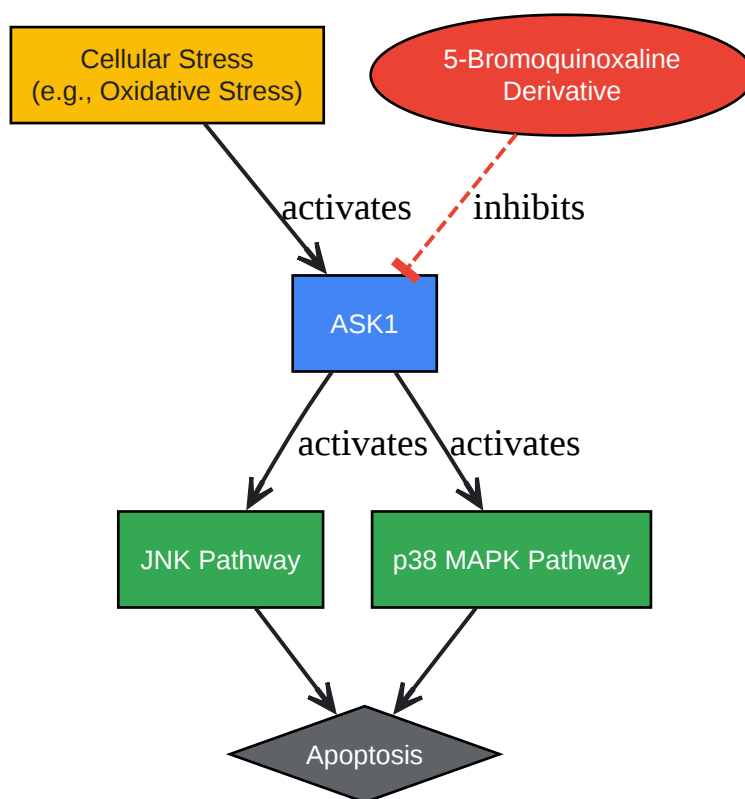 Cellular Stress
(e.g., Oxidative Stress)
5-Bromoquinoxaline
Derivative
activates
inhibits
ASK1
activates
activates
JNK Pathway
p38 MAPK Pathway
Apoptosis